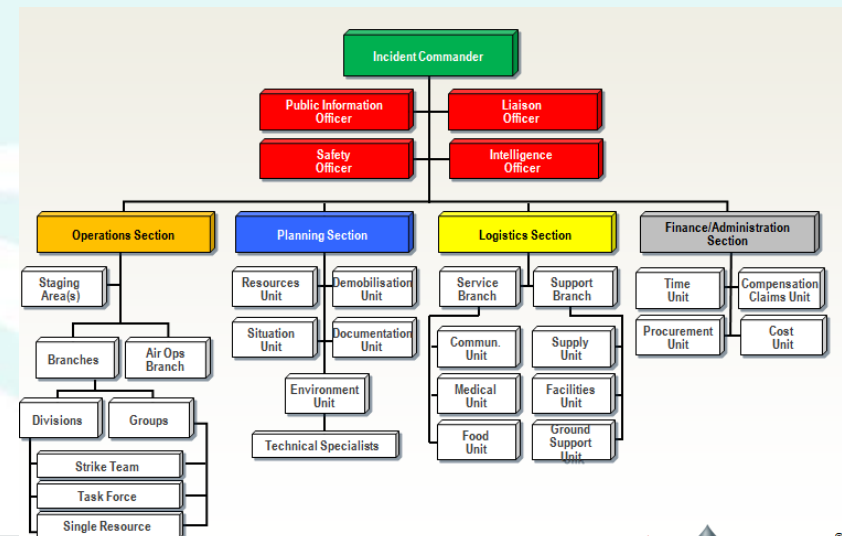 Incident Commander
Public Information
Officer
Liaison
Officer
Safety
Officer
Intelligence
Officer
Operations Section
Planning Section
Logistics Section
Finance/Administration
Section
Staging
Area(s)
Branches
Air Ops
Branch
Divisions
Groups
Strike Team
Task Force
Single Resource
Resources
Unit
Demobilisation
Unit
Situation
Unit
Documentation
Unit
Environment
Unit
Technical Specialists
Service
Branch
Support
Branch
Commun.
Unit
Supply
Unit
Medical
Unit
Facilities
Unit
Food
Unit
Ground
Support
Unit
Time
Unit
Compensation
Claims Unit
Procurement
Unit
Cost
Unit
®